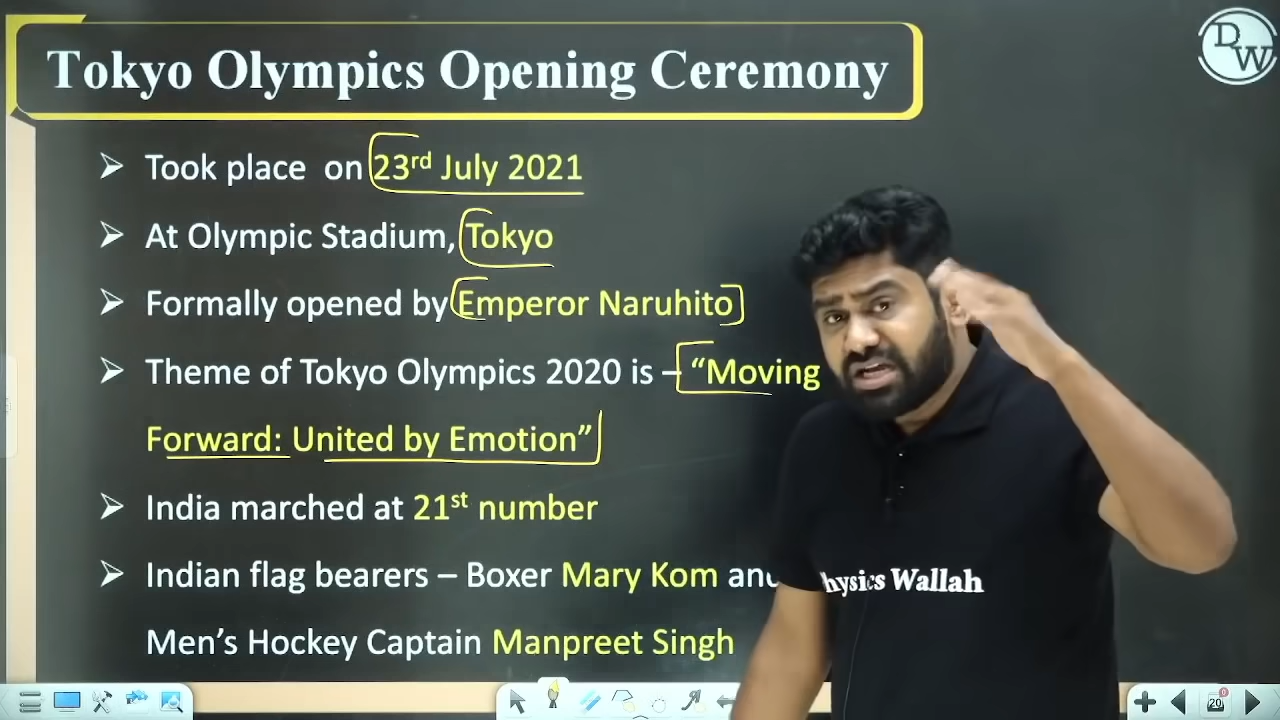 Tokyo Olympics Opening Ceremony
DW
➢ Took place on 23rd July 2021
➢ At Olympic Stadium, Tokyo
➢ Formally opened by Emperor Naruhito
➢ Theme of Tokyo Olympics 2020 is – “Moving
Forward: United by Emotion”
➢ India marched at 21st number
➢ Indian flag bearers – Boxer Mary Kom and
Men’s Hockey Captain Manpreet Singh
hysics Wallah
20